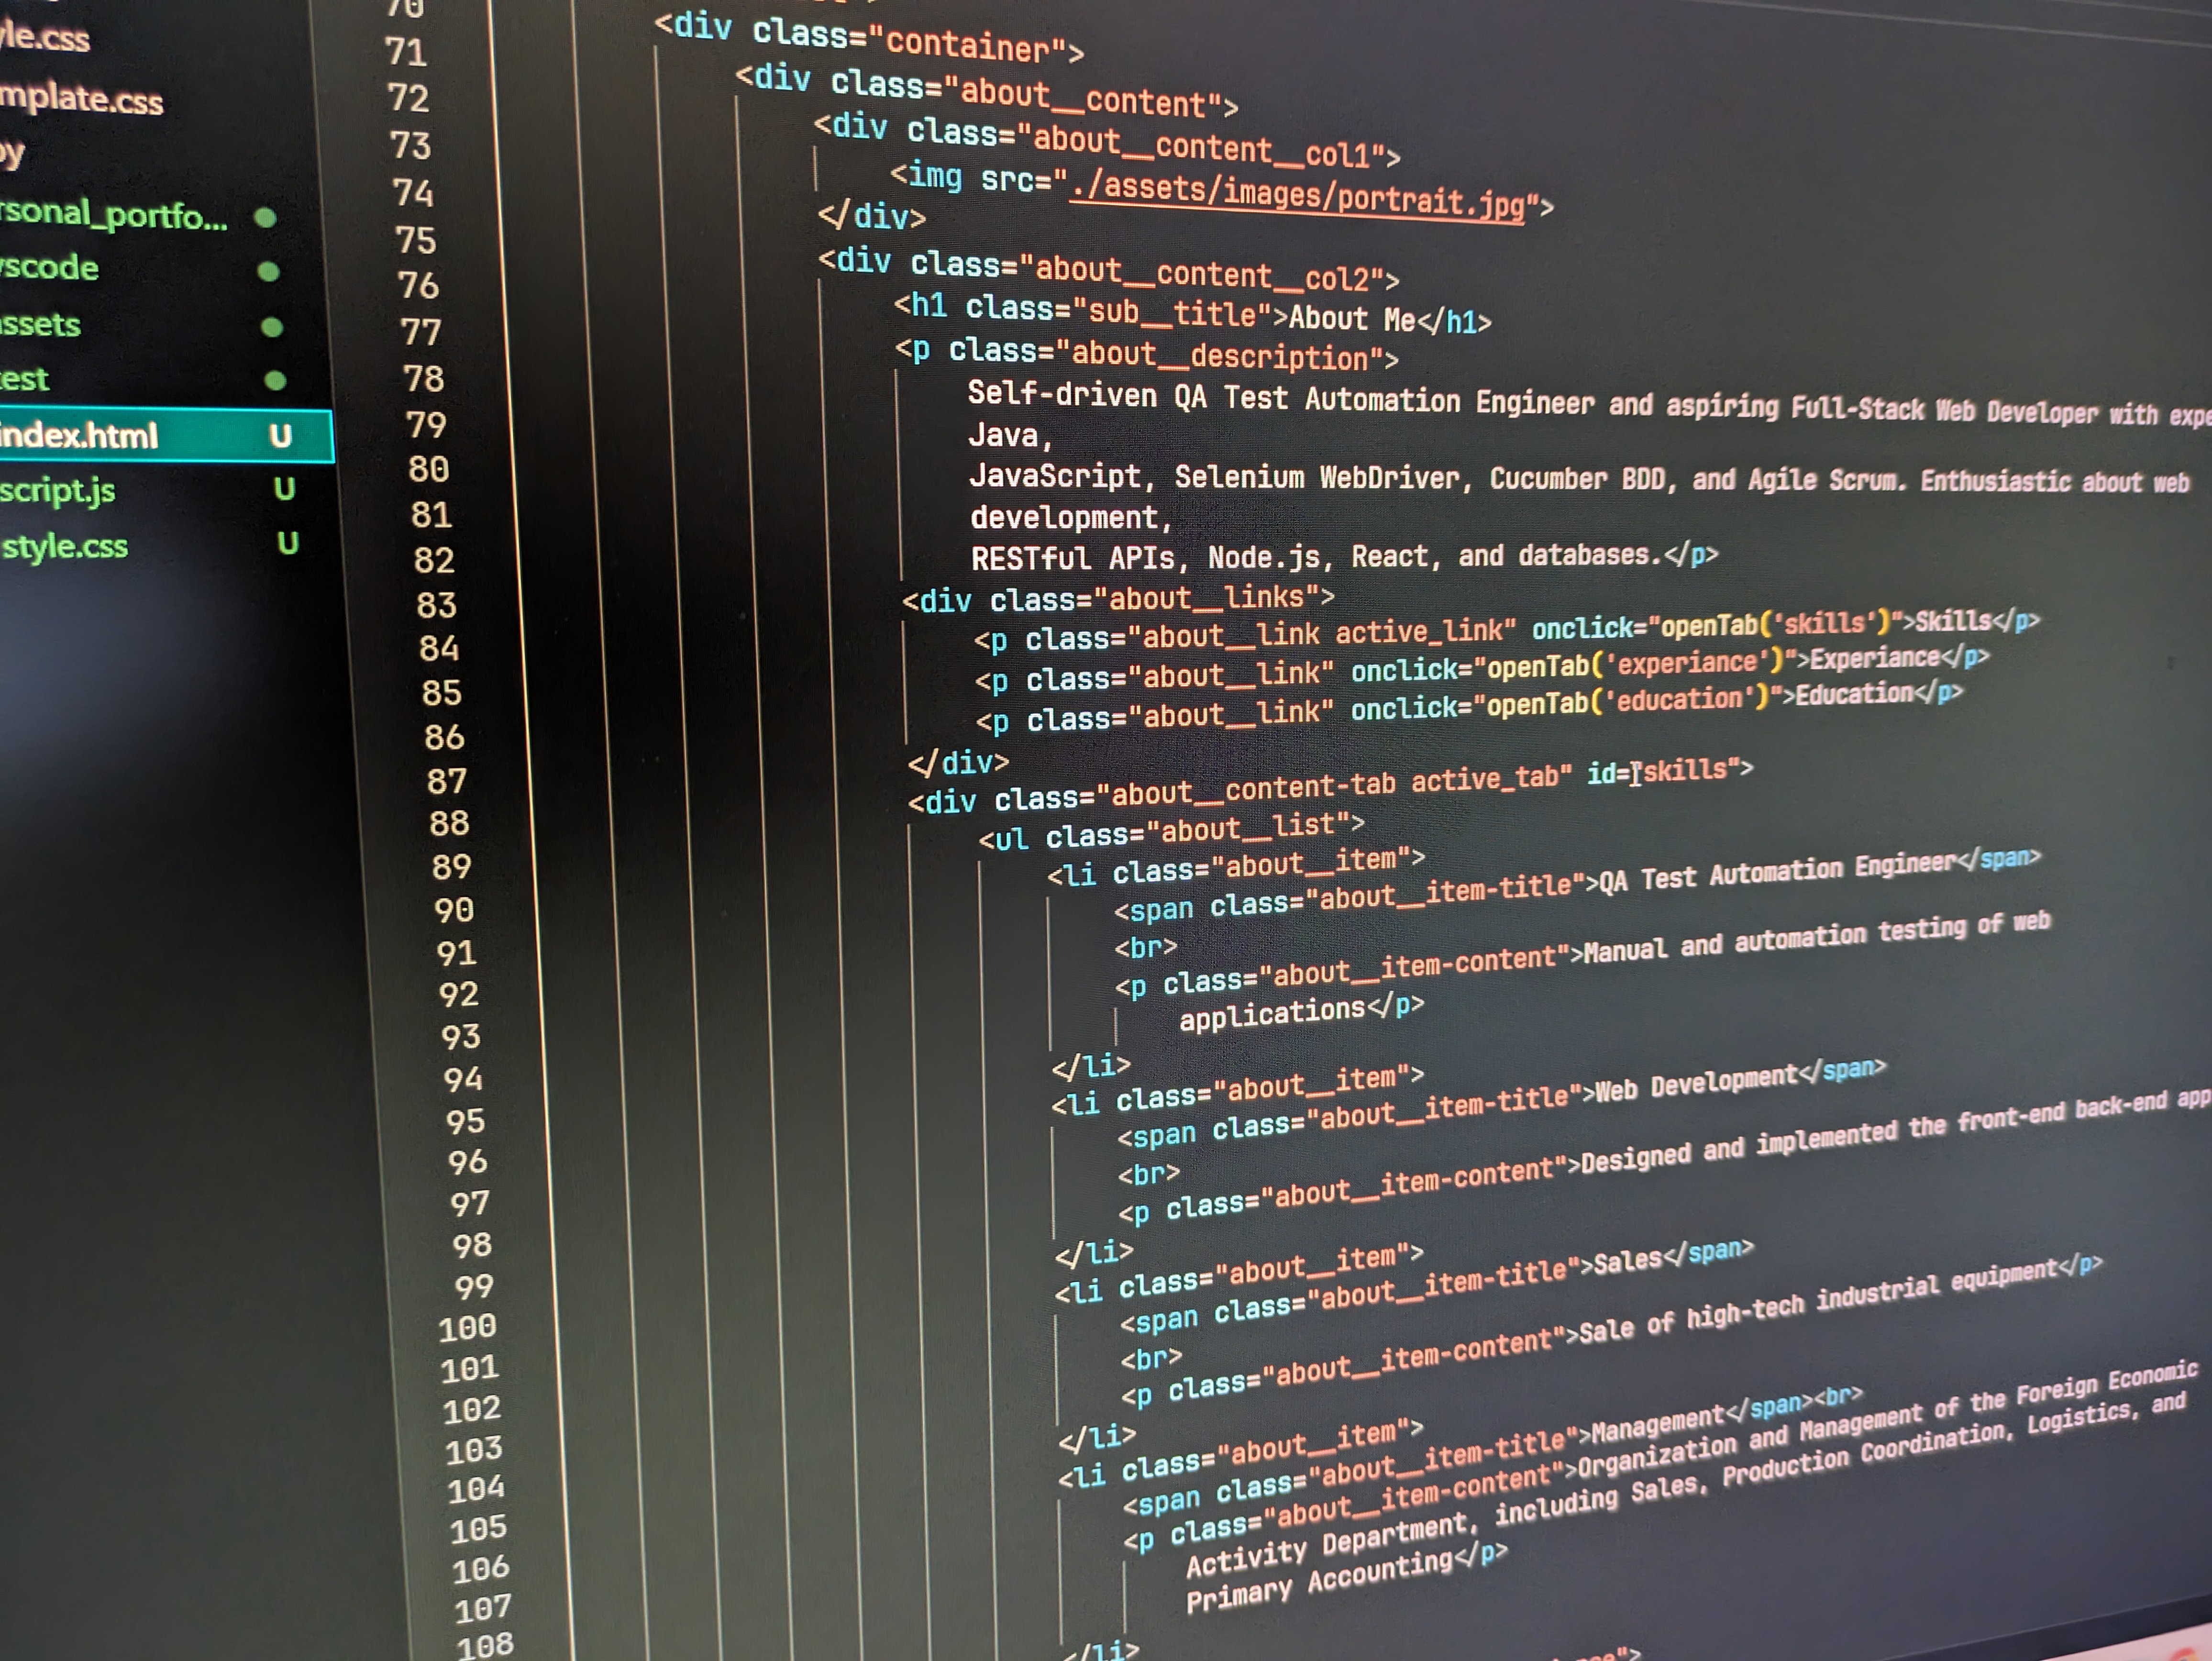 .css
mplate.css
py
rsonal_portfo...
vscode
assets
test
index.html U
script.js U
style.css U
70
71 <div class="container">
72 <div class="about__content">
73 <div class="about__content__col1">
74 <img src="./assets/images/portrait.jpg">
75 </div>
76 <div class="about__content__col2">
77 <h1 class="sub__title">About Me</h1>
78 <p class="about__description">
79 Self-driven QA Test Automation Engineer and aspiring Full-Stack Web Developer with expe
80 Java,
81 JavaScript, Selenium WebDriver, Cucumber BDD, and Agile Scrum. Enthusiastic about web
82 development,
83 RESTful APIs, Node.js, React, and databases.</p>
84 <div class="about__links">
85 <p class="about__link active_link" onclick="openTab('skills')">Skills</p>
86 <p class="about__link" onclick="openTab('experiance')">Experiance</p>
87 <p class="about__link" onclick="openTab('education')">Education</p>
88 </div>
89 <div class="about__content-tab active_tab" id="skills">
90 <ul class="about__list">
91 <li class="about__item">
92 <span class="about__item-title">QA Test Automation Engineer</span>
93 <br>
94 <p class="about__item-content">Manual and automation testing of web
95 applications</p>
96 </li>
97 <li class="about__item">
98 <span class="about__item-title">Web Development</span>
99 <br>
100 <p class="about__item-content">Designed and implemented the front-end back-end app
101 </li>
102 <li class="about__item">
103 <span class="about__item-title">Sales</span>
104 <br>
105 <p class="about__item-content">Sale of high-tech industrial equipment</p>
106 </li>
107 <li class="about__item">
108 <span class="about__item-title">Management</span><br>
<p class="about__item-content">Organization and Management of the Foreign Economic
Activity Department, including Sales, Production Coordination, Logistics, and
Primary Accounting</p>
</li>